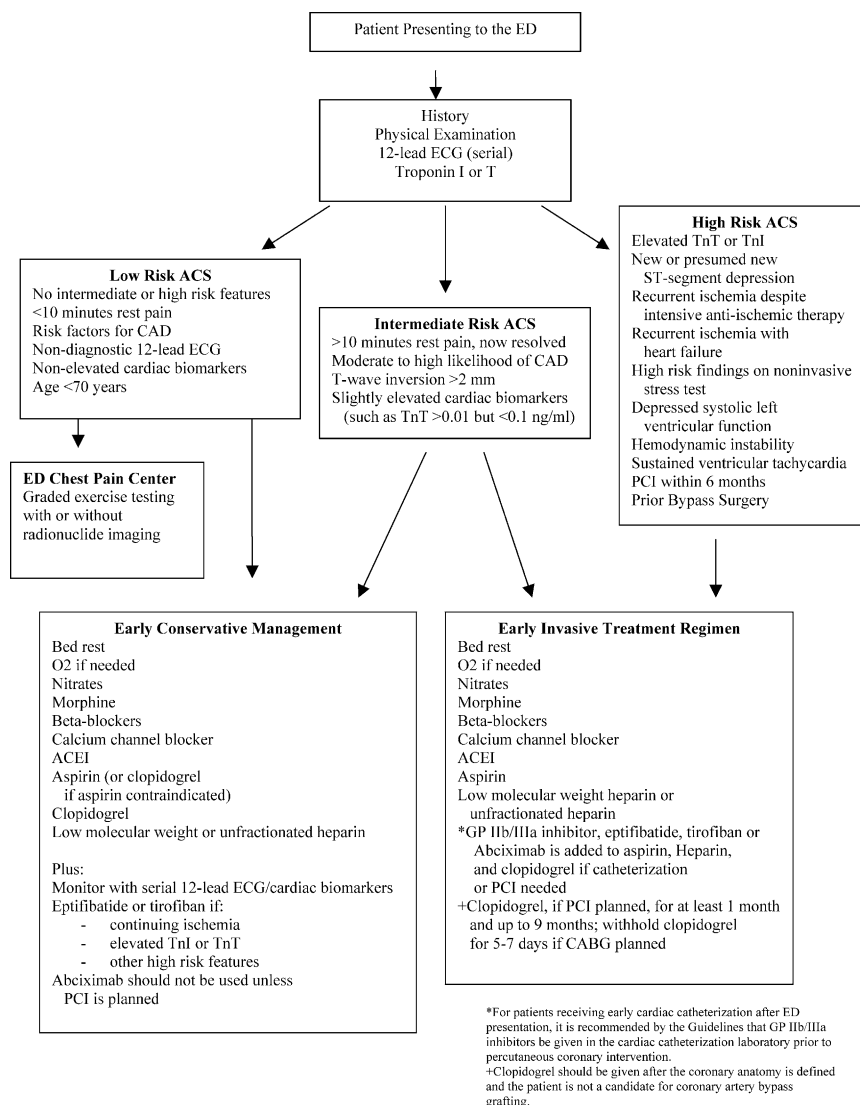 Patient Presenting to the ED
History
Physical Examination
12-lead ECG (serial)
Troponin I or T
Low Risk ACS
No intermediate or high risk features
<10 minutes rest pain
Risk factors for CAD
Non-diagnostic 12-lead ECG
Non-elevated cardiac biomarkers
Age <70 years
Intermediate Risk ACS
>10 minutes rest pain, now resolved
Moderate to high likelihood of CAD
T-wave inversion >2 mm
Slightly elevated cardiac biomarkers
(such as TnT >0.01 but <0.1 ng/ml)
High Risk ACS
Elevated TnT or TnI
New or presumed new
ST-segment depression
Recurrent ischemia despite
intensive anti-ischemic therapy
Recurrent ischemia with
heart failure
High risk findings on noninvasive
stress test
Depressed systolic left
ventricular function
Hemodynamic instability
Sustained ventricular tachycardia
PCI within 6 months
Prior Bypass Surgery
ED Chest Pain Center
Graded exercise testing
with or without
radionuclide imaging
Early Conservative Management
Bed rest
O2 if needed
Nitrates
Morphine
Beta-blockers
Calcium channel blocker
ACEI
Aspirin (or clopidogrel
if aspirin contraindicated)
Clopidogrel
Low molecular weight or unfractionated heparin
Plus:
Monitor with serial 12-lead ECG/cardiac biomarkers
Eptifibatide or tirofiban if:
- continuing ischemia
- elevated TnI or TnT
- other high risk features
Abciximab should not be used unless
PCI is planned
Early Invasive Treatment Regimen
Bed rest
O2 if needed
Nitrates
Morphine
Beta-blockers
Calcium channel blocker
ACEI
Aspirin
Low molecular weight heparin or
unfractionated heparin
*GP IIb/IIIa inhibitor, eptifibatide, tirofiban or
Abciximab is added to aspirin, Heparin,
and clopidogrel if catheterization
or PCI needed
+Clopidogrel, if PCI planned, for at least 1 month
and up to 9 months; withhold clopidogrel
for 5-7 days if CABG planned
*For patients receiving early cardiac catheterization after ED
presentation, it is recommended by the Guidelines that GP IIb/IIIa
inhibitors be given in the cardiac catheterization laboratory prior to
percutaneous coronary intervention.
+Clopidogrel should be given after the coronary anatomy is defined
and the patient is not a candidate for coronary artery bypass
grafting.